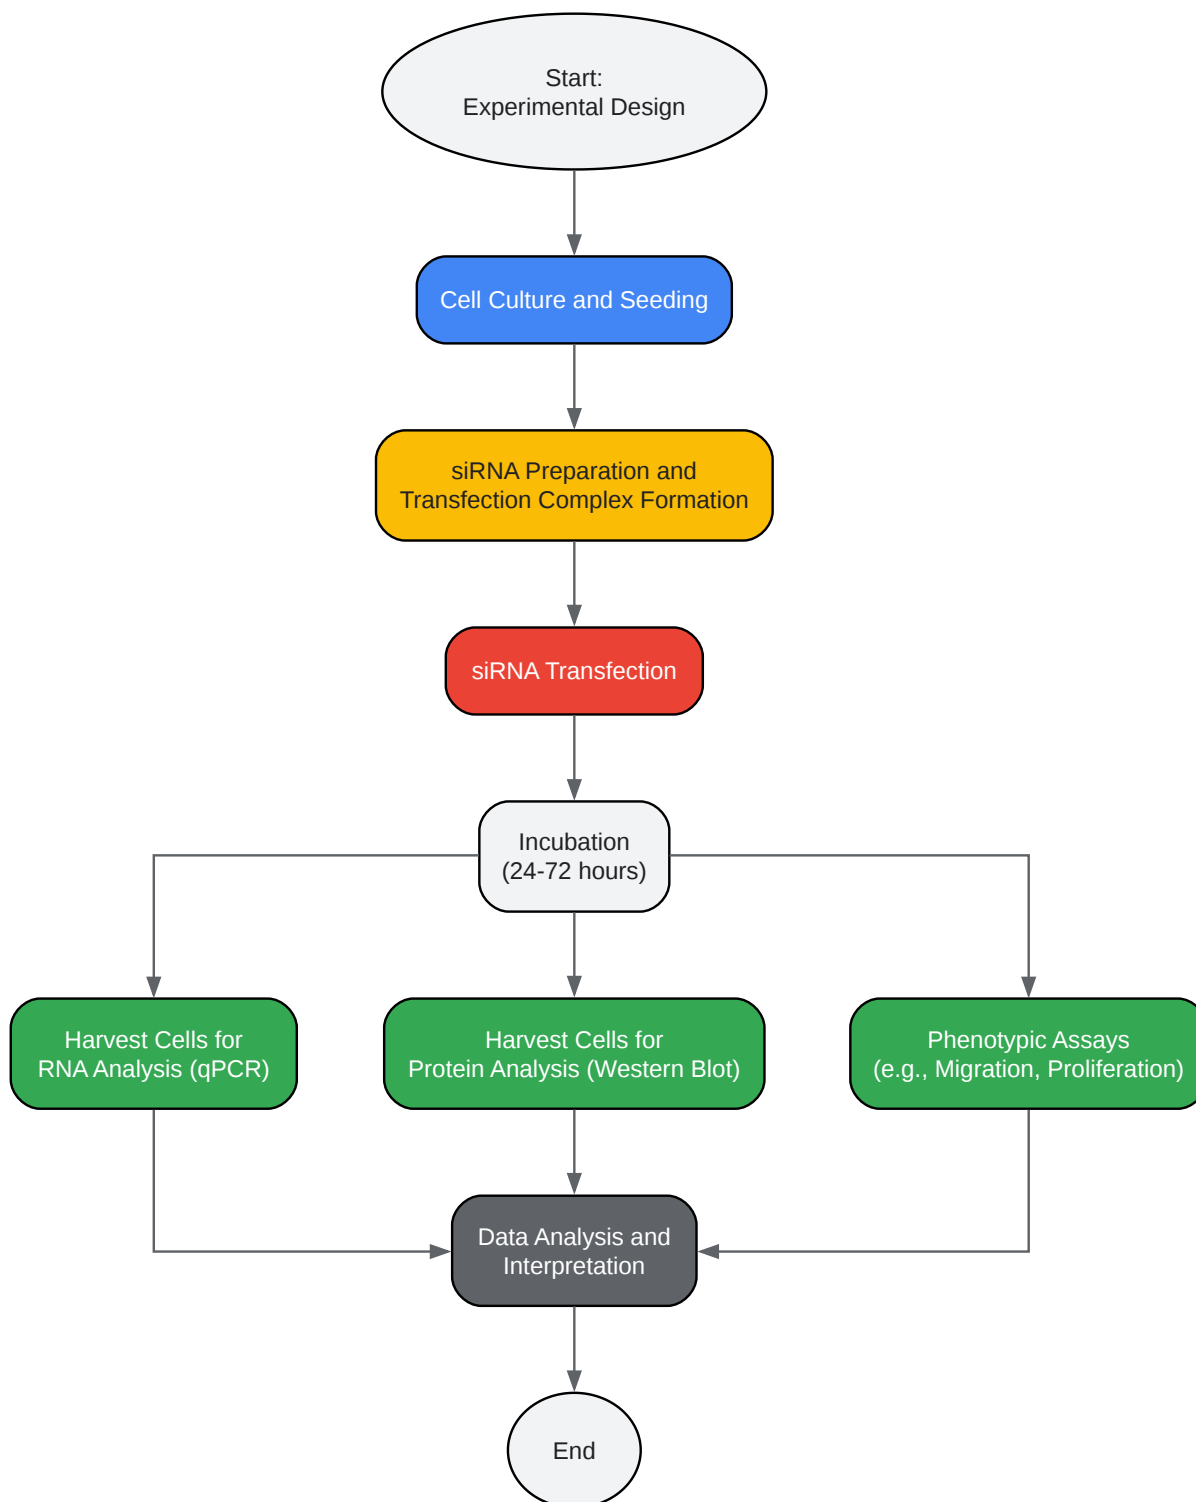 Start:
Experimental Design
Cell Culture and Seeding
siRNA Preparation and
Transfection Complex Formation
siRNA Transfection
Incubation
(24-72 hours)
Harvest Cells for
RNA Analysis (qPCR)
Harvest Cells for
Protein Analysis (Western Blot)
Phenotypic Assays
(e.g., Migration, Proliferation)
Data Analysis and
Interpretation
End